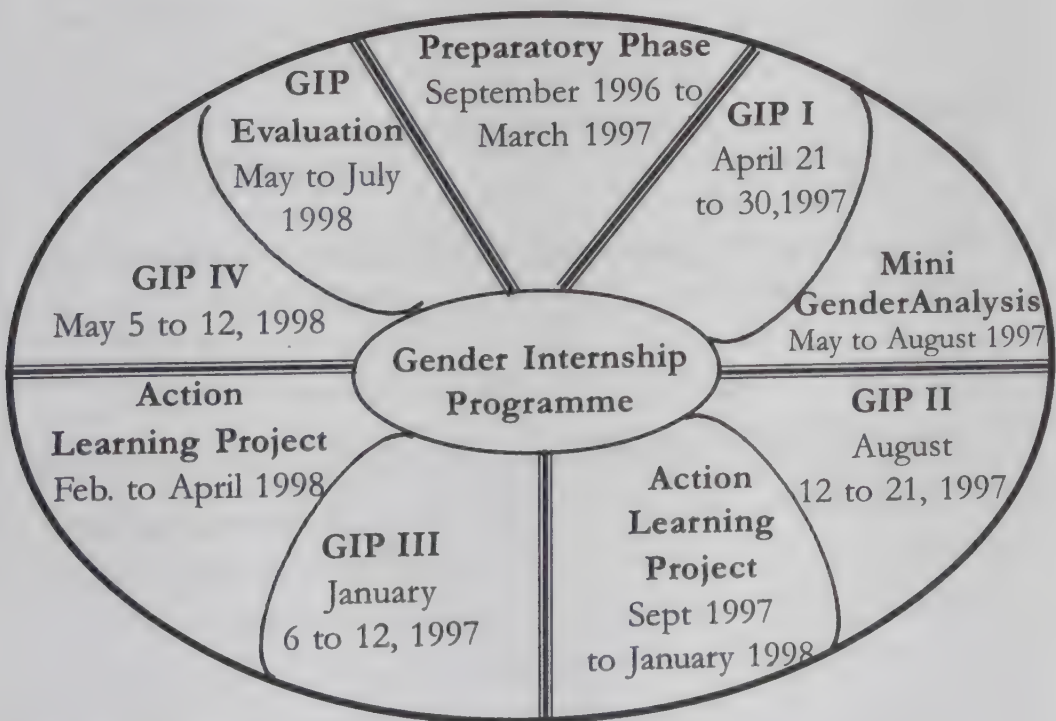 Preparatory Phase
September 1996 to
March 1997
GIP I
April 21
to 30,1997
Mini
GenderAnalysis
May to August 1997
GIP II
August
12 to 21, 1997
Action
Learning
Project
Sept 1997
to January 1998
GIP III
January
6 to 12, 1997
Action
Learning Project
Feb. to April 1998
GIP IV
May 5 to 12, 1998
GIP
Evaluation
May to July
1998
Gender Internship
Programme